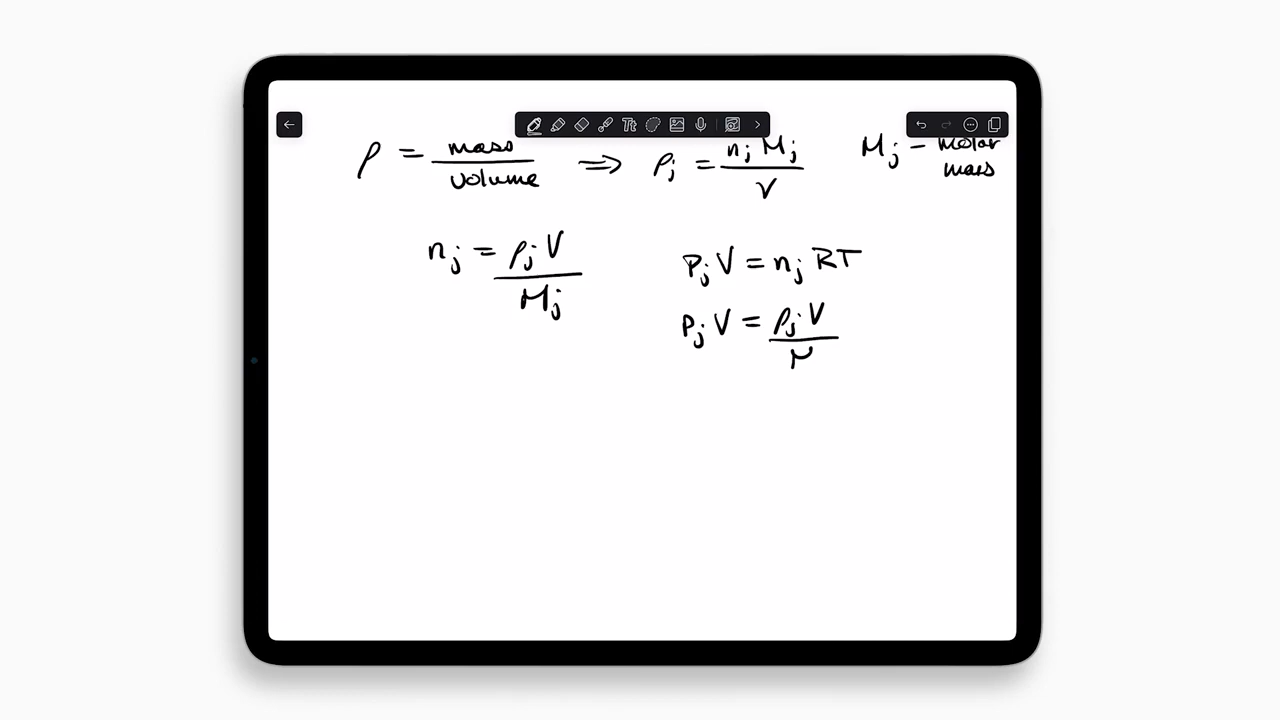 ρ = mass / volume ⟹ ρⱼ = nⱼ Mⱼ / V Mⱼ – molar mass
nⱼ = ρⱼ V / Mⱼ
Pⱼ V = nⱼ RT
Pⱼ V = ρⱼ V / M